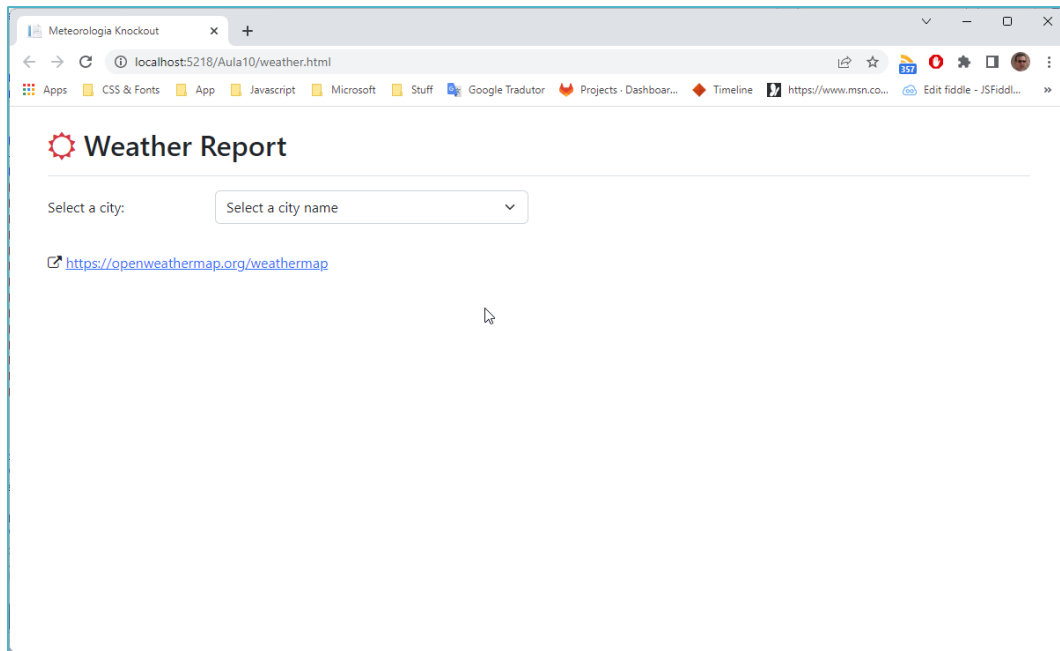 Meteorologia Knockout
localhost:5218/Aula10/weather.html
357
Apps CSS & Fonts App Javascript Microsoft Stuff Google Tradutor Projects · Dashboar... Timeline https://www.msn.co... Edit fiddle - JSFiddl... »
Weather Report
Select a city: Select a city name
https://openweathermap.org/weathermap